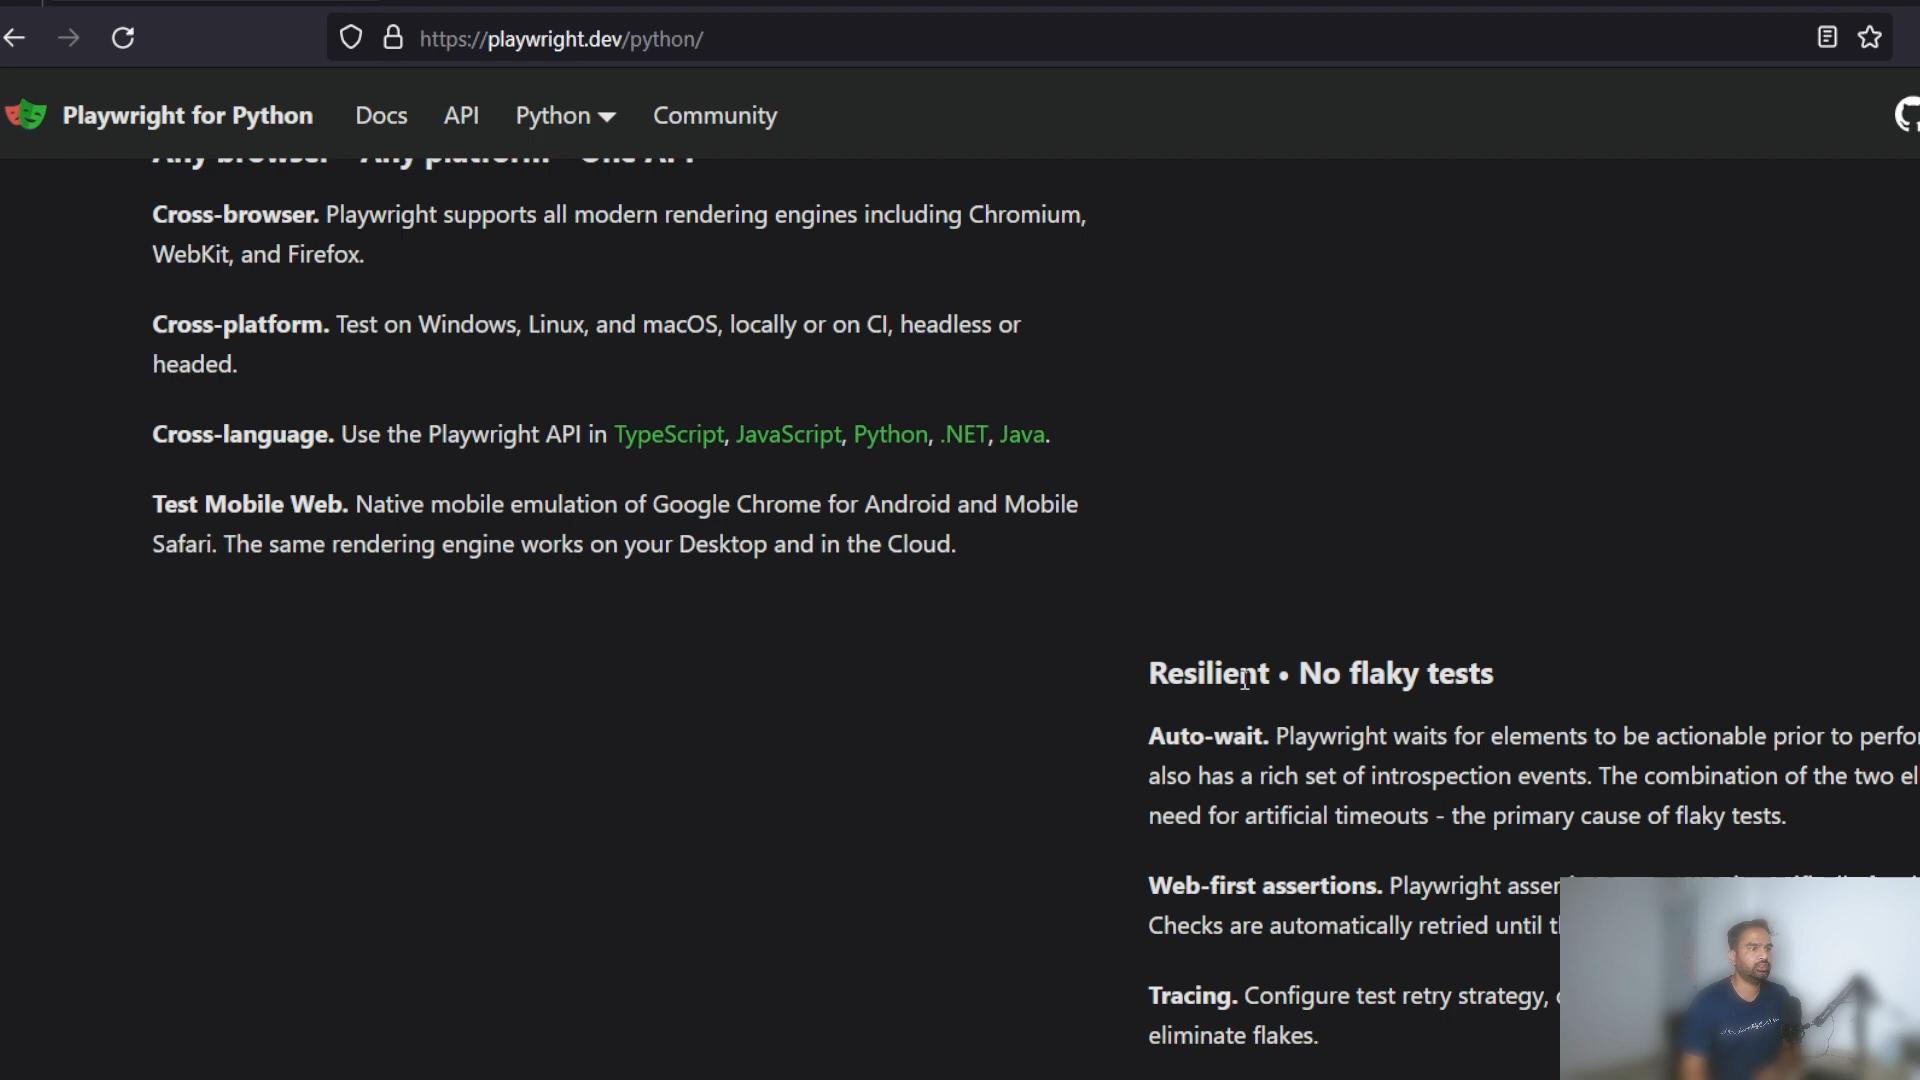 https://playwright.dev/python/
Playwright for Python Docs API Python Community
Any browser • Any platform • One API
Cross-browser. Playwright supports all modern rendering engines including Chromium,
WebKit, and Firefox.
Cross-platform. Test on Windows, Linux, and macOS, locally or on CI, headless or
headed.
Cross-language. Use the Playwright API in TypeScript, JavaScript, Python, .NET, Java.
Test Mobile Web. Native mobile emulation of Google Chrome for Android and Mobile
Safari. The same rendering engine works on your Desktop and in the Cloud.
Resilient • No flaky tests
Auto-wait. Playwright waits for elements to be actionable prior to perfo
also has a rich set of introspection events. The combination of the two el
need for artificial timeouts - the primary cause of flaky tests.
Web-first assertions. Playwright asser
Checks are automatically retried until t
Tracing. Configure test retry strategy,
eliminate flakes.